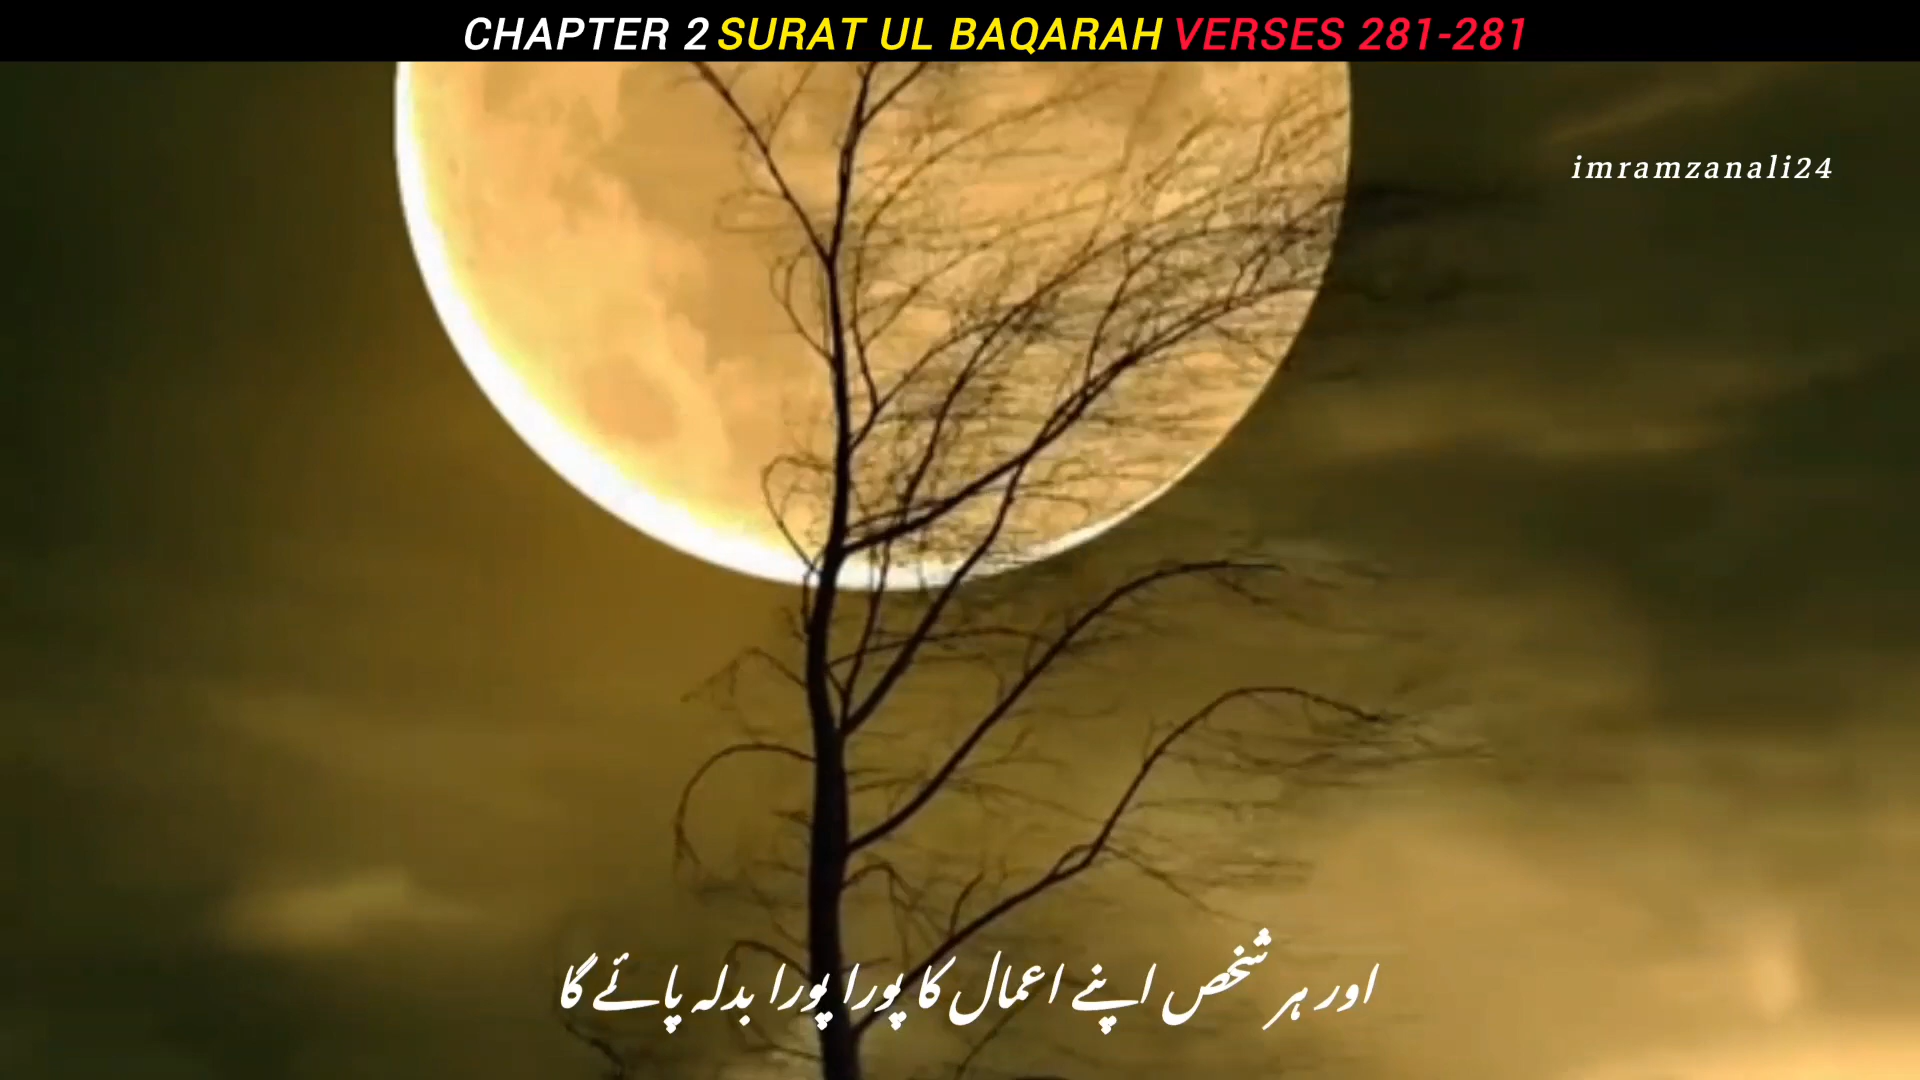 CHAPTER 2 SURAT UL BAQARAH VERSES 281-281
imramzanali24
اور ہر شخص اپنے اعمال کا پورا پورا بدلہ پائے گا